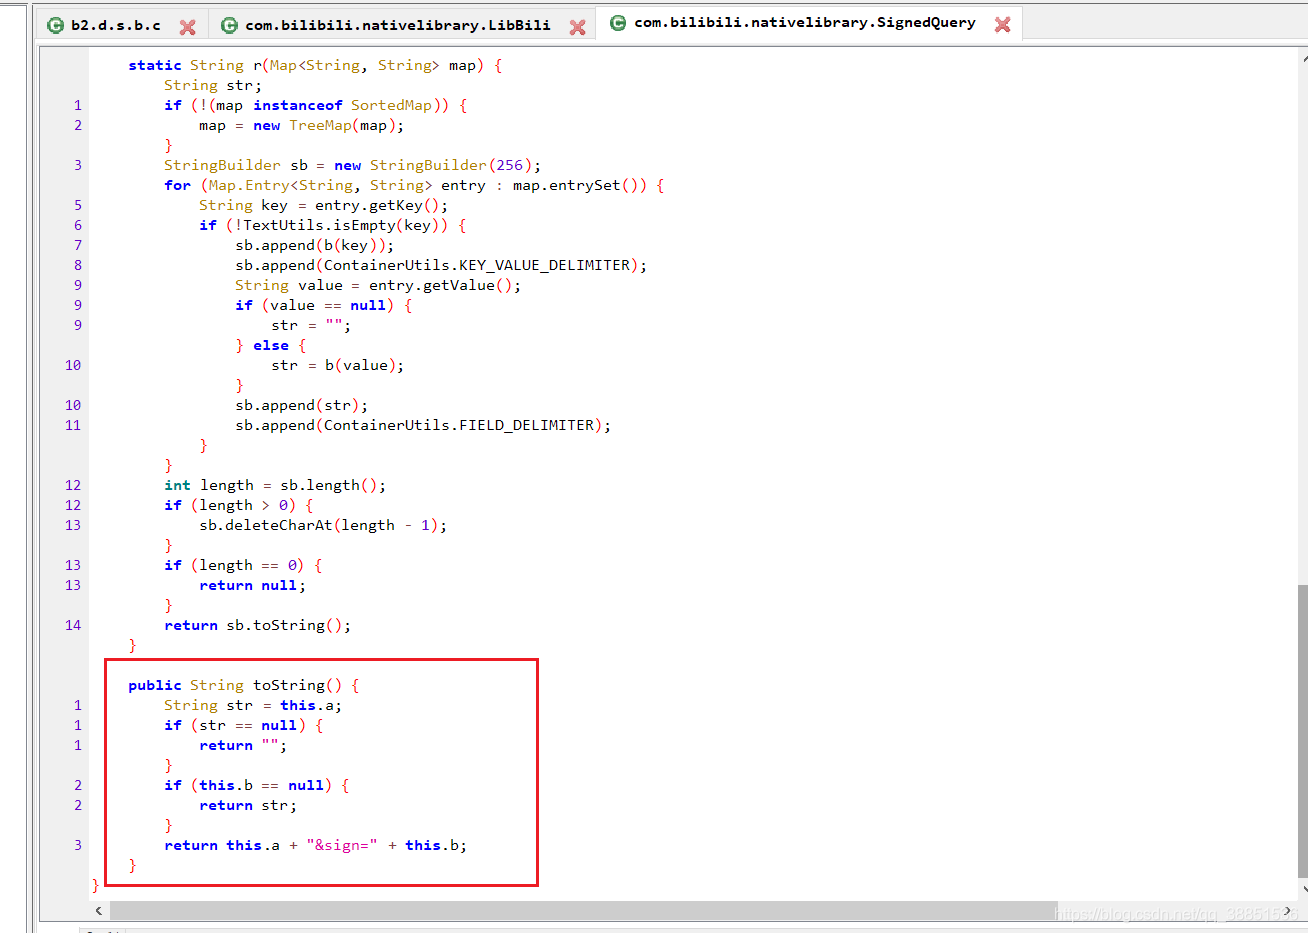 b2.d.s.b.c com.bilibili.nativelibrary.LibBili com.bilibili.nativelibrary.SignedQuery
static String r(Map<String, String> map) {
String str;
1 if (!(map instanceof SortedMap)) {
2 map = new TreeMap(map);
}
3 StringBuilder sb = new StringBuilder(256);
for (Map.Entry<String, String> entry : map.entrySet()) {
5 String key = entry.getKey();
6 if (!TextUtils.isEmpty(key)) {
7 sb.append(b(key));
8 sb.append(ContainerUtils.KEY_VALUE_DELIMITER);
9 String value = entry.getValue();
9 if (value == null) {
9 str = "";
} else {
10 str = b(value);
}
10 sb.append(str);
11 sb.append(ContainerUtils.FIELD_DELIMITER);
}
}
12 int length = sb.length();
12 if (length > 0) {
13 sb.deleteCharAt(length - 1);
}
13 if (length == 0) {
13 return null;
}
14 return sb.toString();
}
public String toString() {
1 String str = this.a;
1 if (str == null) {
1 return "";
}
2 if (this.b == null) {
2 return str;
}
3 return this.a + "&sign=" + this.b;
}
}